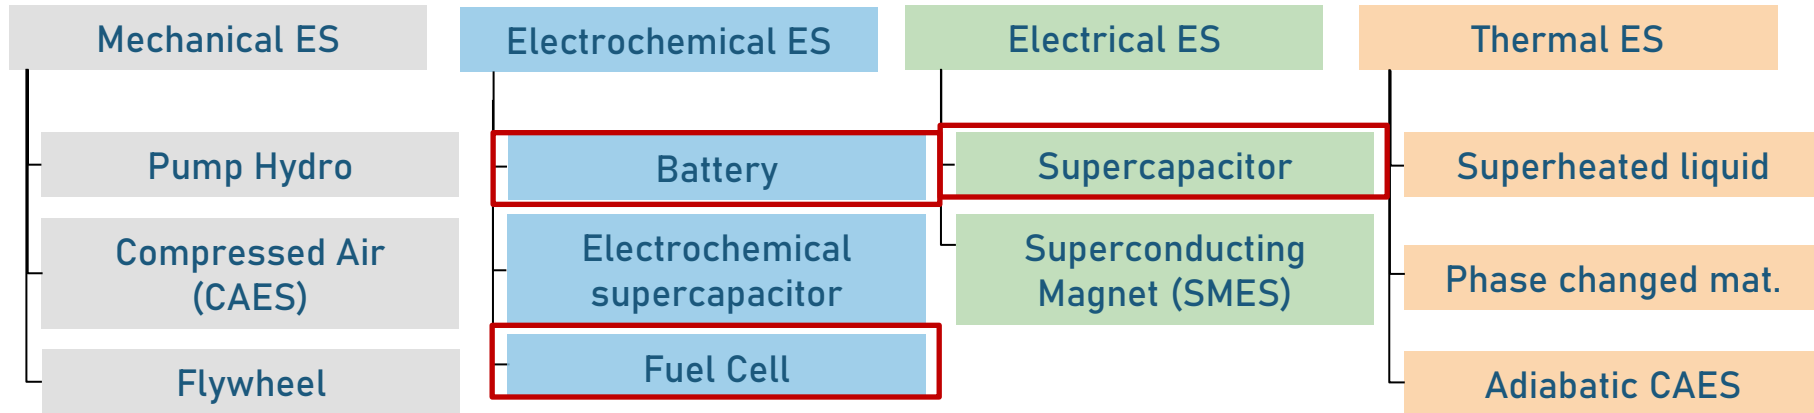 Mechanical ES
Pump Hydro
Compressed Air
(CAES)
Flywheel
Electrochemical ES
Battery
Electrochemical
supercapacitor
Fuel Cell
Electrical ES
Supercapacitor
Superconducting
Magnet (SMES)
Thermal ES
Superheated liquid
Phase changed mat.
Adiabatic CAES